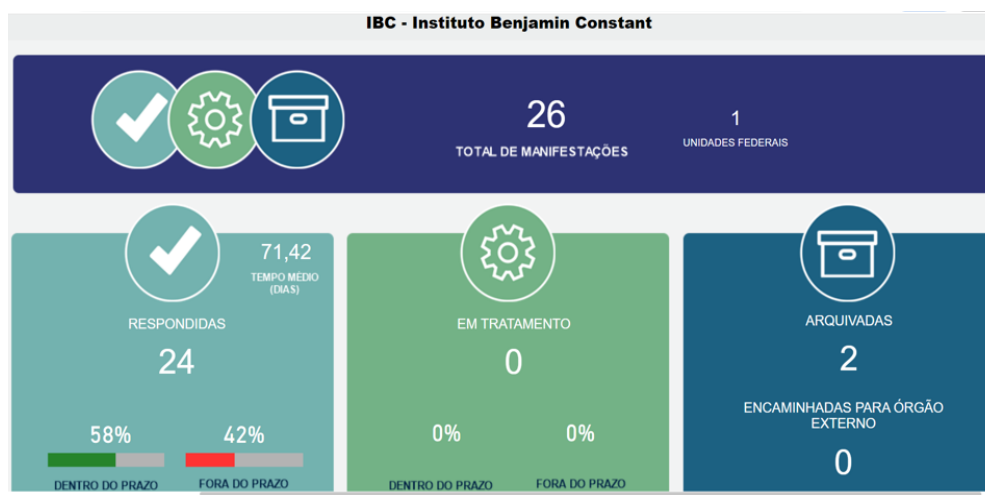 IBC - Instituto Benjamin Constant
26
TOTAL DE MANIFESTAÇÕES
1
UNIDADES FEDERAIS
71,42
TEMPO MÉDIO
(DIAS)
RESPONDIDAS
24
58%
42%
DENTRO DO PRAZO
FORA DO PRAZO
EM TRATAMENTO
0
0%
0%
DENTRO DO PRAZO
FORA DO PRAZO
ARQUIVADAS
2
ENCAMINHADAS PARA ÓRGÃO
EXTERNO
0